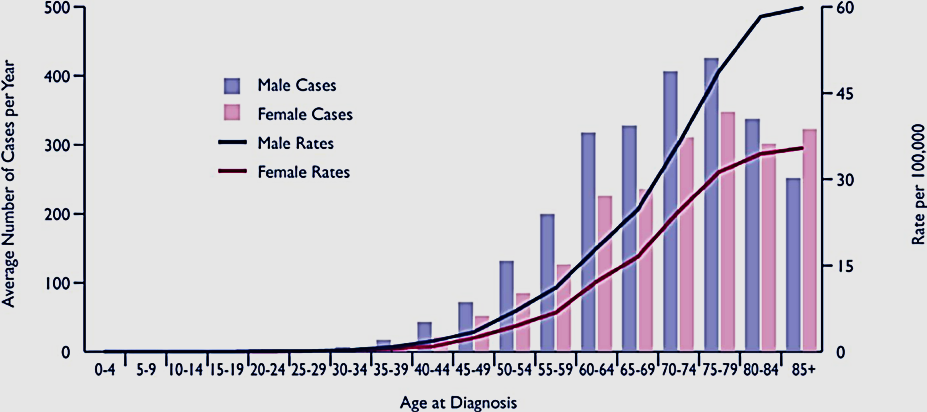 500
400
300
200
100
0
Average Number of Cases per Year
Male Cases
Female Cases
Male Rates
Female Rates
60
45
30
15
0
Rate per 100,000
0-4 5-9 10-14 15-19 20-24 25-29 30-34 35-39 40-44 45-49 50-54 55-59 60-64 65-69 70-74 75-79 80-84 85+
Age at Diagnosis